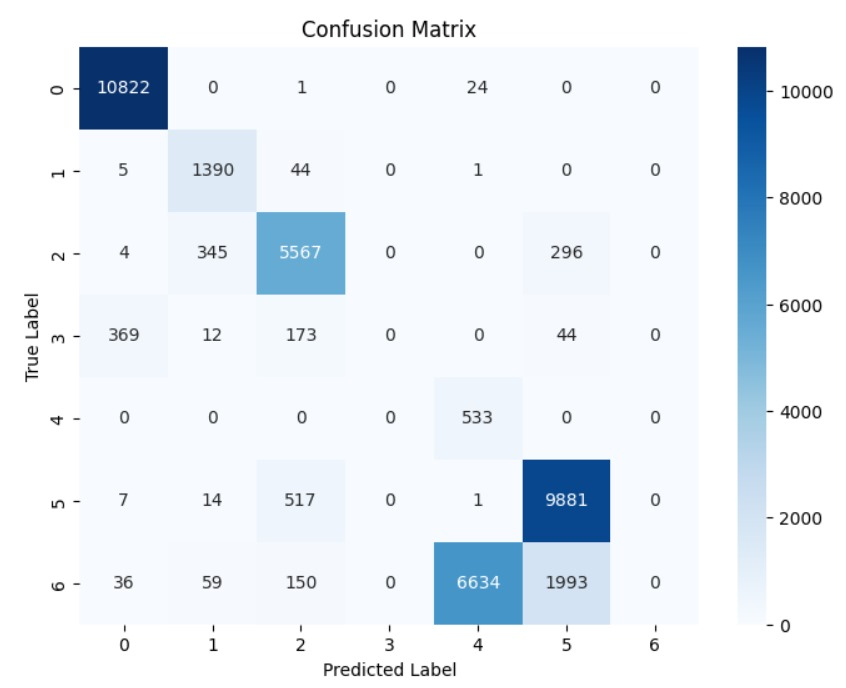 Confusion Matrix
0 10822 0 1 0 24 0 0
1 5 1390 44 0 1 0 0
2 4 345 5567 0 0 296 0
3 369 12 173 0 0 44 0
4 0 0 0 0 533 0 0
5 7 14 517 0 1 9881 0
6 36 59 150 0 6634 1993 0
0 1 2 3 4 5 6
True Label
Predicted Label
10000
8000
6000
4000
2000
0